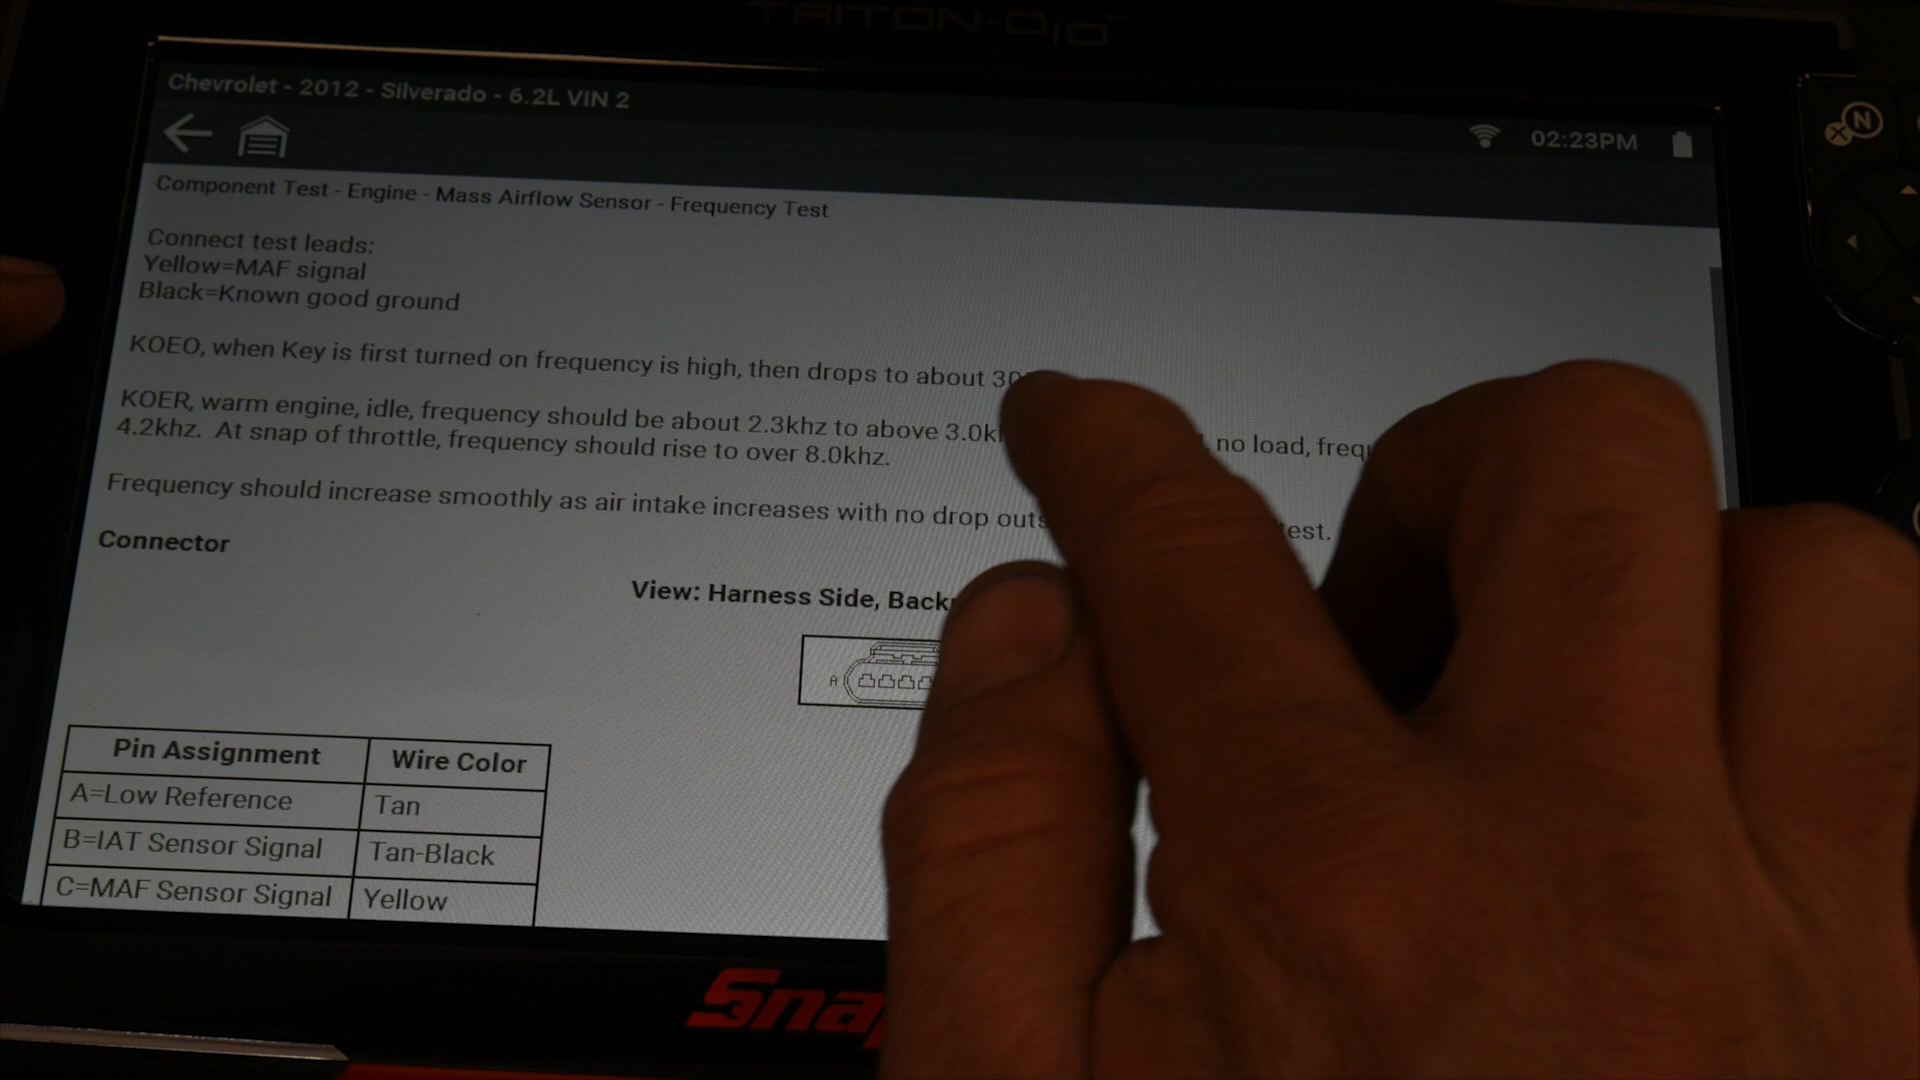 TRITON-D10
Chevrolet - 2012 - Silverado - 6.2L VIN 2
02:23PM
N
X
Component Test - Engine - Mass Airflow Sensor - Frequency Test
Connect test leads:
Yellow=MAF signal
Black=Known good ground
KOEO, when Key is first turned on frequency is high, then drops to about
KOER, warm engine, idle, frequency should be about 2.3khz to above no load,
4.2khz. At snap of throttle, frequency should rise to over 8.0khz.
Frequency should increase smoothly as air intake increases with no drop outs test.
Connector
View: Harness Side,
A
Pin Assignment Wire Color
A=Low Reference Tan
B=IAT Sensor Signal Tan-Black
C=MAF Sensor Signal Yellow